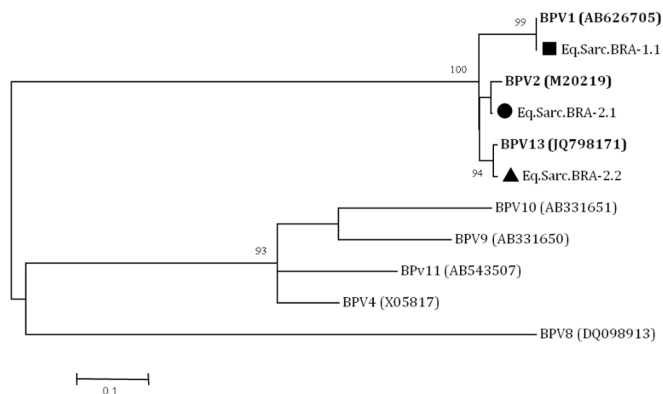 99
BPV1 (AB626705)
Eq.Sarc.BRA-1.1
100
BPV2 (M20219)
Eq.Sarc.BRA-2.1
BPV13 (JQ798171)
94
Eq.Sarc.BRA-2.2
BPV10 (AB331651)
BPV9 (AB331650)
93
BPv11 (AB543507)
BPV4 (X05817)
BPV8 (DQ098913)
0.1